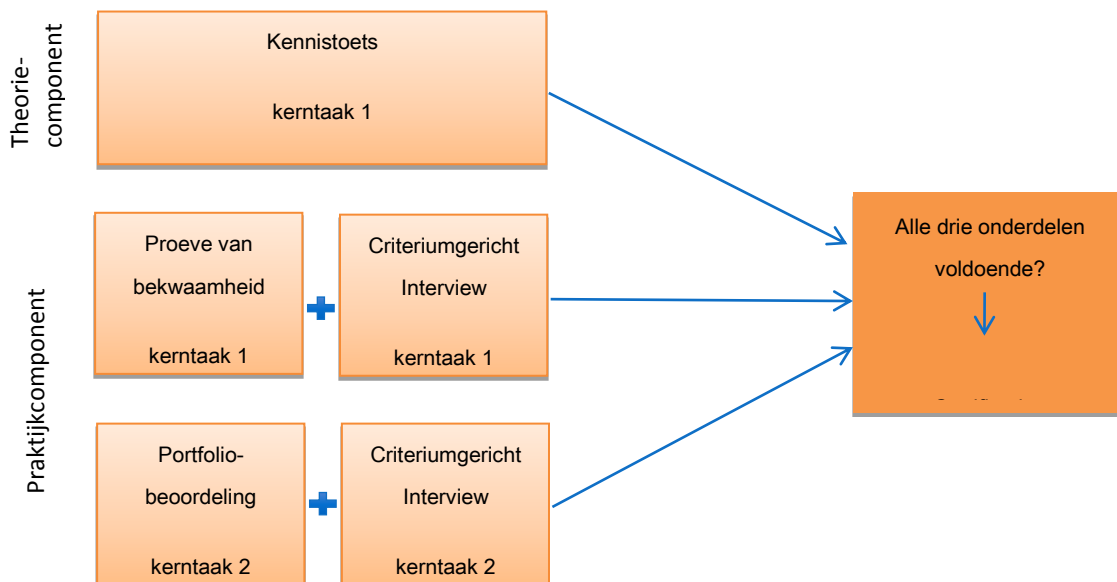 Theorie-
component
Kennistoets
kerntaak 1
Praktijkcomponent
Proeve van
bekwaamheid
kerntaak 1
Criteriumgericht
Interview
kerntaak 1
Portfolio-
beoordeling
kerntaak 2
Criteriumgericht
Interview
kerntaak 2
Alle drie onderdelen
voldoende?